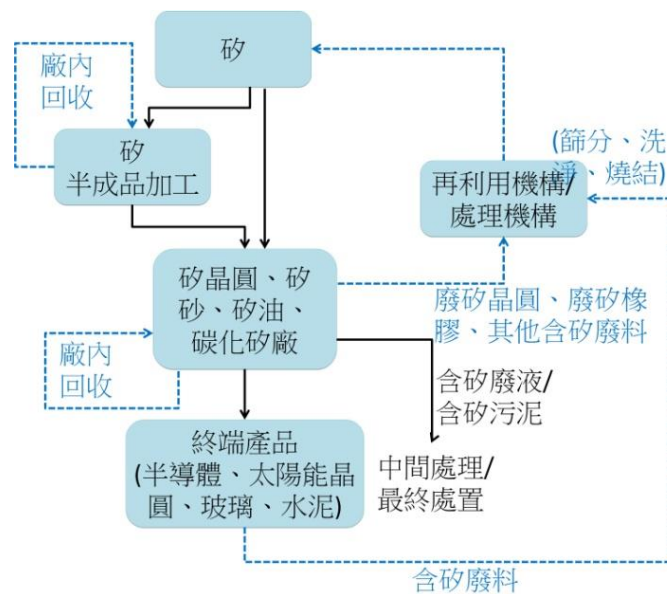 矽
廠內
回收
矽
半成品加工
(篩分、洗
淨、燒結)
再利用機構/
處理機構
矽晶圓、矽
砂、矽油、
碳化矽廠
廢矽晶圓、廢矽橡
膠、其他含矽廢料
廠內
回收
含矽廢液/
含矽污泥
終端產品
(半導體、太陽能晶
圓、玻璃、水泥)
中間處理/
最終處置
含矽廢料